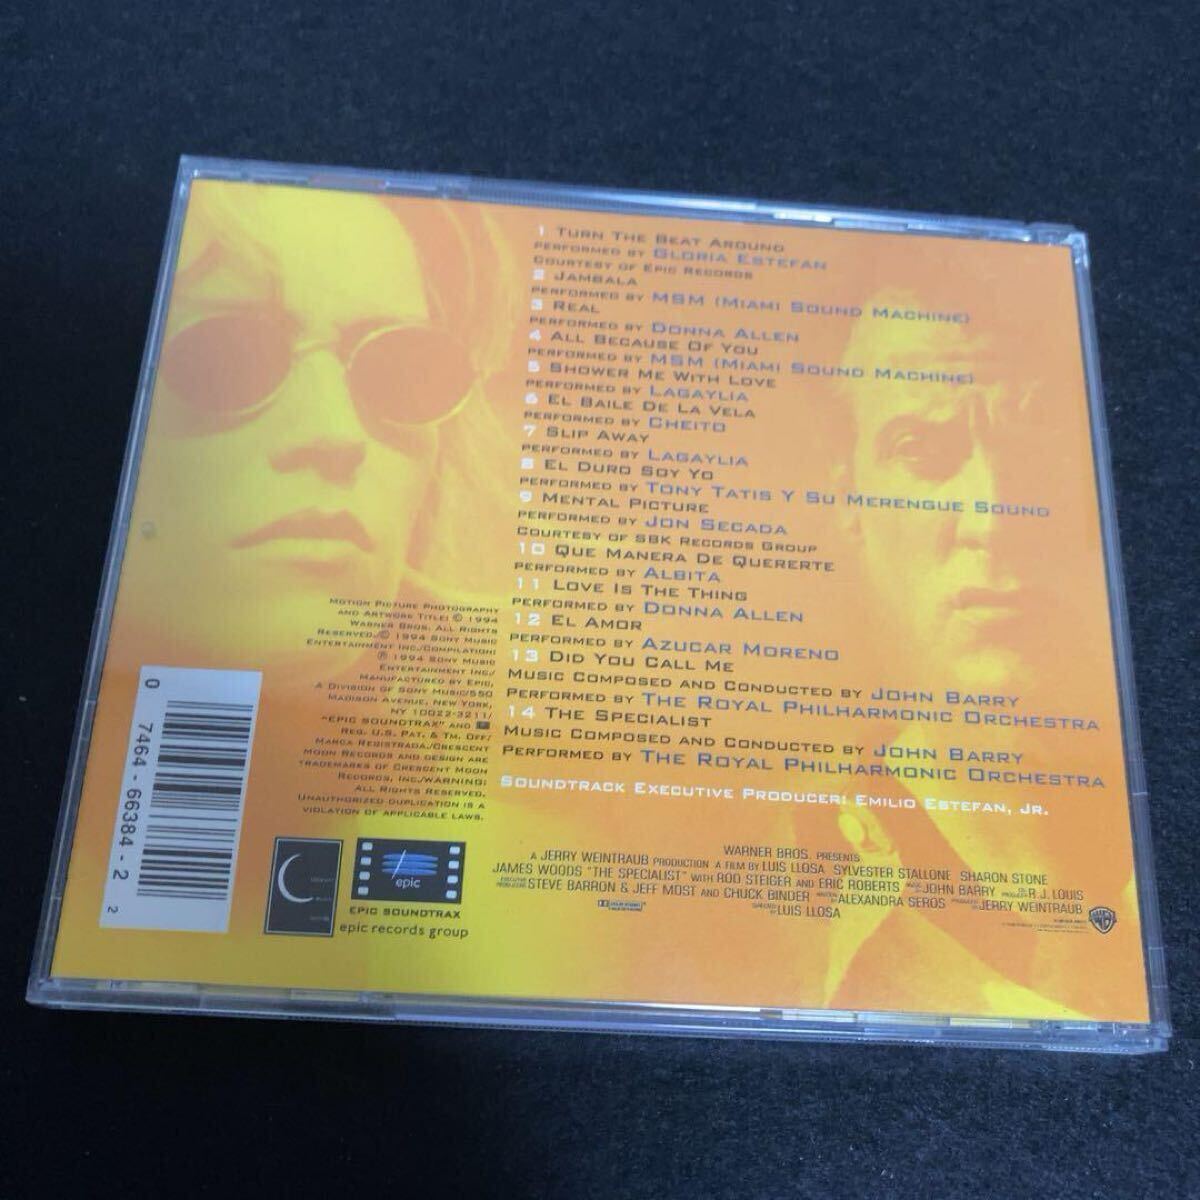 1 Turn The Beat Around
performed by Gloria Estefan
Courtesy of Epic Records
2 Jambala
performed by MSM (Miami Sound Machine)
3 Real
performed by Donna Allen
4 All Because Of You
performed by MSM (Miami Sound Machine)
5 Shower Me With Love
performed by Lagaylia
6 El Baile De La Vela
performed by Cheito
7 Slip Away
performed by Lagaylia
8 El Duro Soy Yo
performed by Tony Tatis Y Su Merengue Sound
9 Mental Picture
performed by Jon Secada
Courtesy of SBK Records Group
10 Que Manera De Quererte
performed by Albita
11 Love Is The Thing
performed by Donna Allen
12 El Amor
performed by Azucar Moreno
13 Did You Call Me
Music Composed and Conducted by John Barry
Performed by The Royal Philharmonic Orchestra
14 The Specialist
Music Composed and Conducted by John Barry
Performed by The Royal Philharmonic Orchestra
Soundtrack Executive Producer: Emilio Estefan, Jr.
Motion Picture Photography
and Artwork Title: © 1994
Warner Bros. All Rights
Reserved./© 1994 Sony Music
Entertainment Inc./Compilation:
℗ 1994 Sony Music
Entertainment Inc./
Manufactured by Epic,
A Division of Sony Music/550
Madison Avenue, New York,
NY 10022-3211/
"Epic Soundtrax" and
Reg. U.S. Pat. & Tm. Off./
Marca Registrada./Crescent
Moon Records and design are
trademarks of Crescent Moon
Records, Inc./WARNING:
All Rights Reserved.
Unauthorized duplication is a
violation of applicable laws.
0 7464-66384-2 2
epic
EPIC SOUNDTRAX
epic records group
WARNER BROS. PRESENTS
A JERRY WEINTRAUB PRODUCTION A FILM BY LUIS LLOSA SYLVESTER STALLONE SHARON STONE
JAMES WOODS "THE SPECIALIST" WITH ROD STEIGER AND ERIC ROBERTS MUSIC BY JOHN BARRY CO-PRODUCER R.J. LOUIS
EXECUTIVE PRODUCERS STEVE BARRON & JEFF MOST AND CHUCK BINDER WRITTEN BY ALEXANDRA SEROS PRODUCED BY JERRY WEINTRAUB
DIRECTED BY LUIS LLOSA